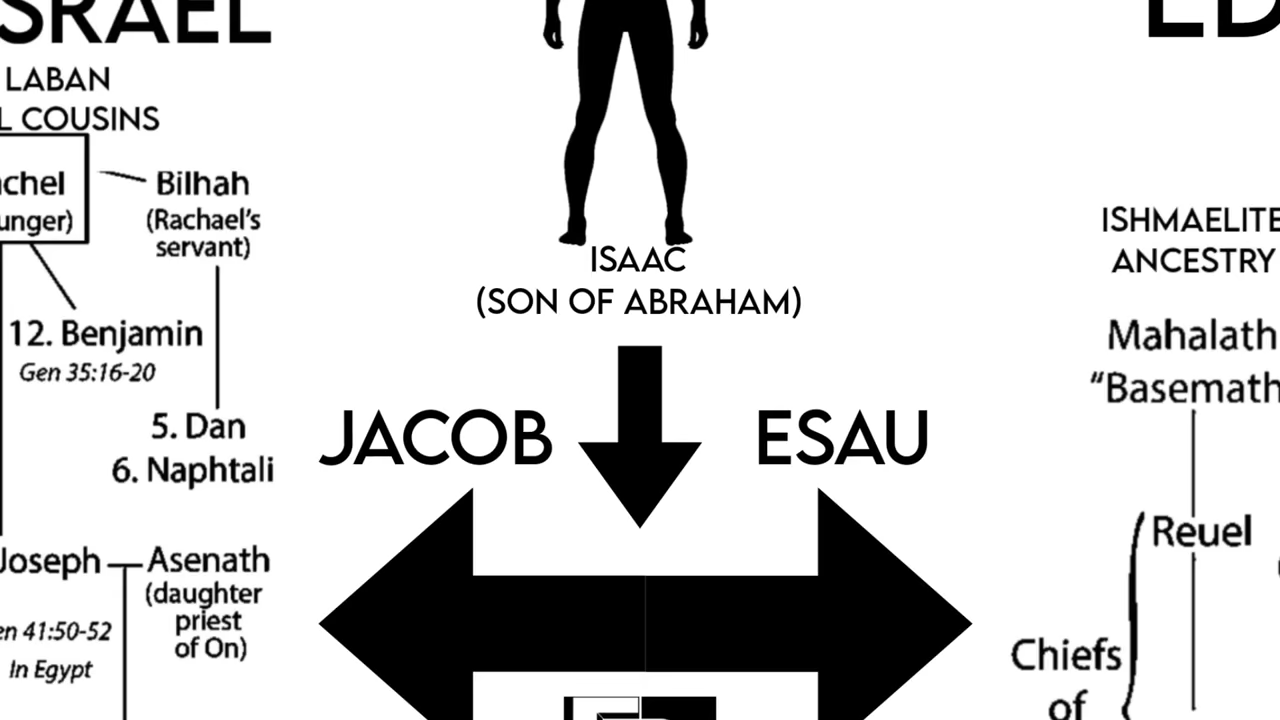 SRAEL
LABAN
L COUSINS
achel
unger)
Bilhah
(Rachael's
servant)
12. Benjamin
Gen 35:16-20
5. Dan
6. Naphtali
Joseph
Asenath
(daughter
priest
of On)
en 41:50-52
In Egypt
ISAAC
(SON OF ABRAHAM)
JACOB
ESAU
ED
ISHMAELITE
ANCESTRY
Mahalath
“Basemath
Reuel
Chiefs
of